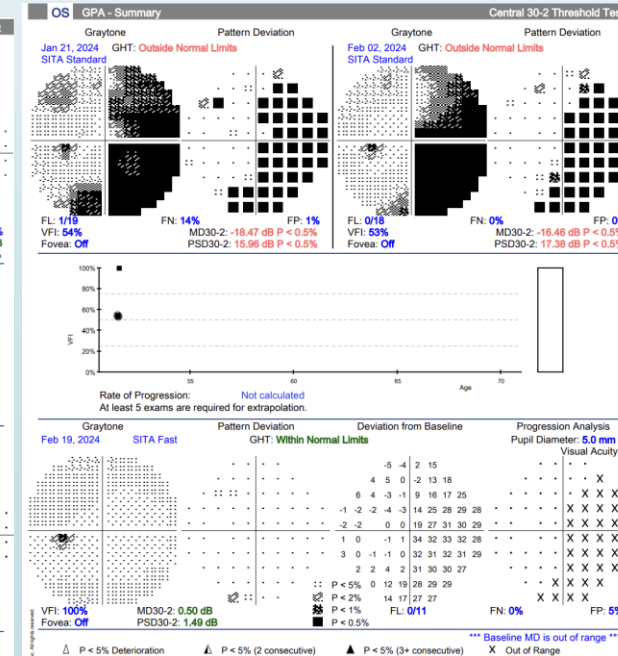 OS GPA - Summary Central 30-2 Threshold Tes
Graytone Pattern Deviation Graytone Pattern Deviation
Jan 21, 2024 GHT: Outside Normal Limits Feb 02, 2024 GHT: Outside Normal Limits
SITA Standard SITA Standard
FL: 1/19 FN: 14% FP: 1% FL: 0/18 FN: 0% FP: 0
VFI: 54% MD30-2: -18.47 dB P < 0.5% VFI: 53% MD30-2: -16.46 dB P < 0.5%
Fovea: Off PSD30-2: 15.96 dB P < 0.5% Fovea: Off PSD30-2: 17.38 dB P < 0.5%
100%
80%
60%
VFI
40%
20%
0%
55 60 65 70 Age
Rate of Progression: Not calculated
At least 5 exams are required for extrapolation.
Graytone Pattern Deviation Deviation from Baseline Progression Analysis
Feb 19, 2024 SITA Fast GHT: Within Normal Limits Pupil Diameter: 5.0 mm
Visual Acuity
-5 -4 2 15
4 5 0 -2 13 18 X
6 4 -3 -1 9 16 17 25 X X X
-1 -2 -2 -4 -3 14 25 28 29 28 X X X X
-2 -2 0 0 19 27 31 30 29 X X X X X
1 0 -1 1 34 32 33 32 28 X X X X X
3 0 -1 -1 0 32 31 32 31 29 X X X X X
2 2 4 2 31 30 30 27 X X X X
P < 5% 0 12 19 28 29 29 X X X X
P < 2% 14 17 27 27 X X X X
P < 1%
P < 0.5%
VFI: 100% MD30-2: 0.50 dB FL: 0/11 FN: 0% FP: 5%
Fovea: Off PSD30-2: 1.49 dB
*** Baseline MD is out of range ***
P < 5% Deterioration P < 5% (2 consecutive) P < 5% (3+ consecutive) X Out of Range